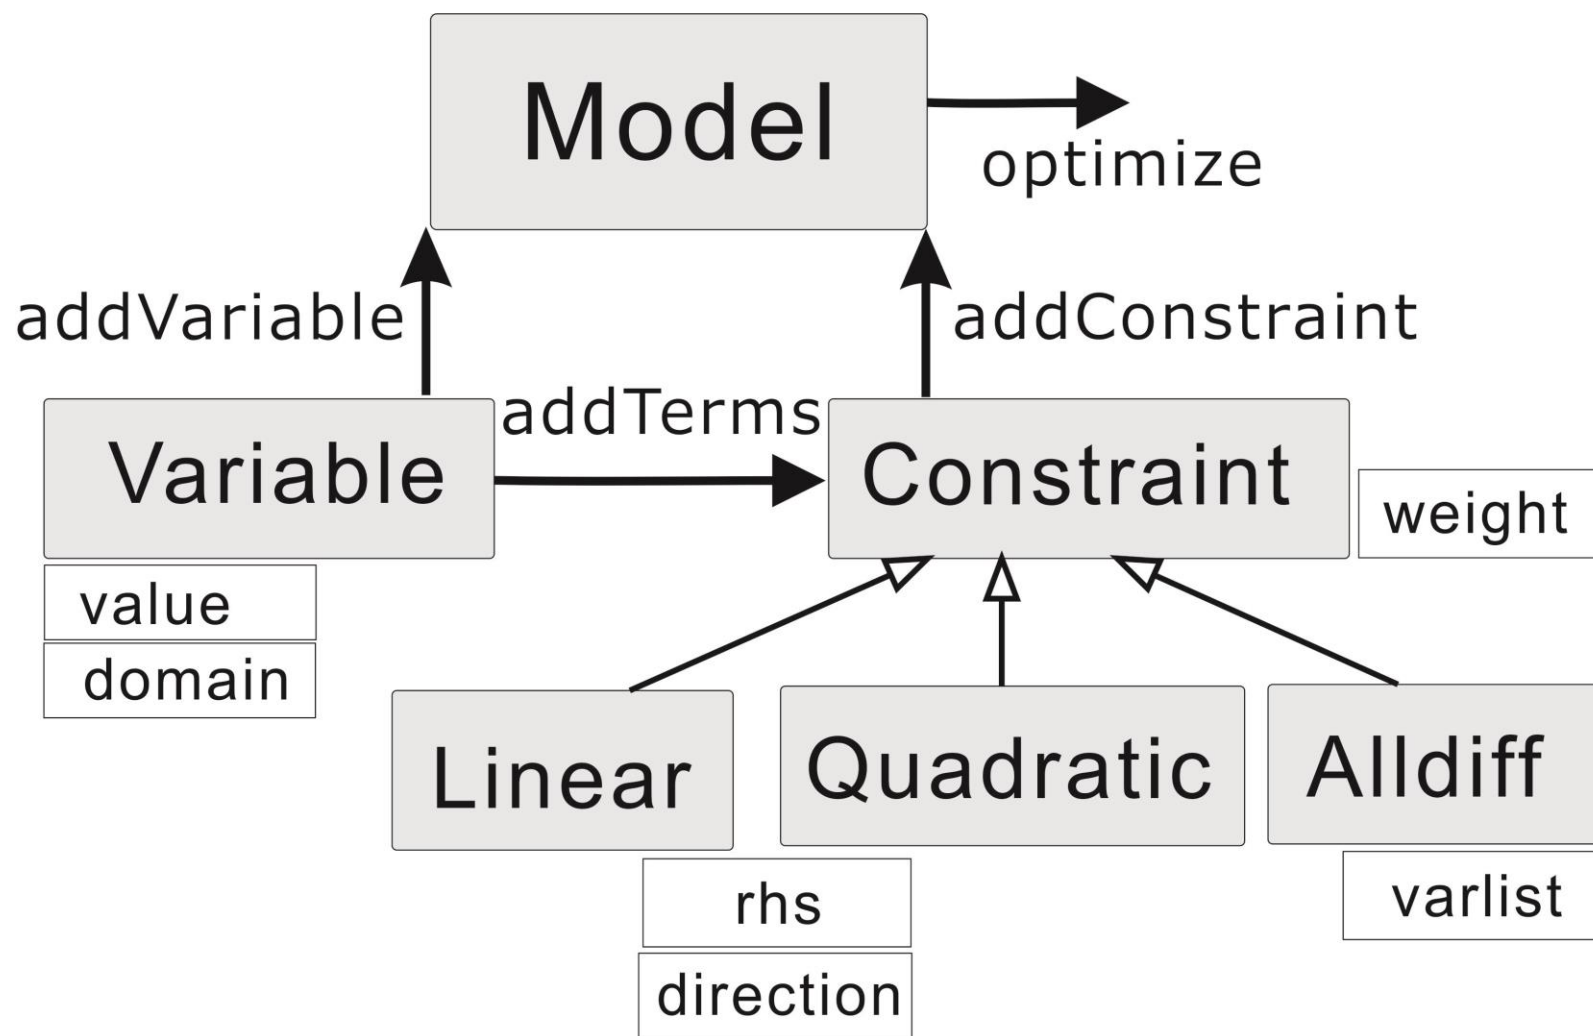 Model
optimize
addVariable
addConstraint
addTerms
Variable
Constraint
weight
value
domain
Linear
Quadratic
Alldiff
rhs
varlist
direction